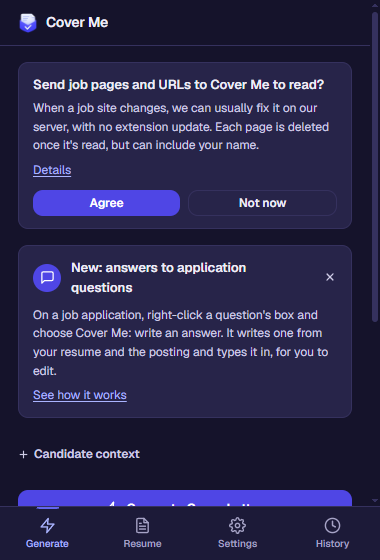 Cover Me
Send job pages and URLs to Cover Me to read?
When a job site changes, we can usually fix it on our
server, with no extension update. Each page is deleted
once it's read, but can include your name.
Details
Agree
Not now
New: answers to application
questions
On a job application, right-click a question's box and
choose Cover Me: write an answer. It writes one from
your resume and the posting and types it in, for you to
edit.
See how it works
+ Candidate context
Generate
Resume
Settings
History